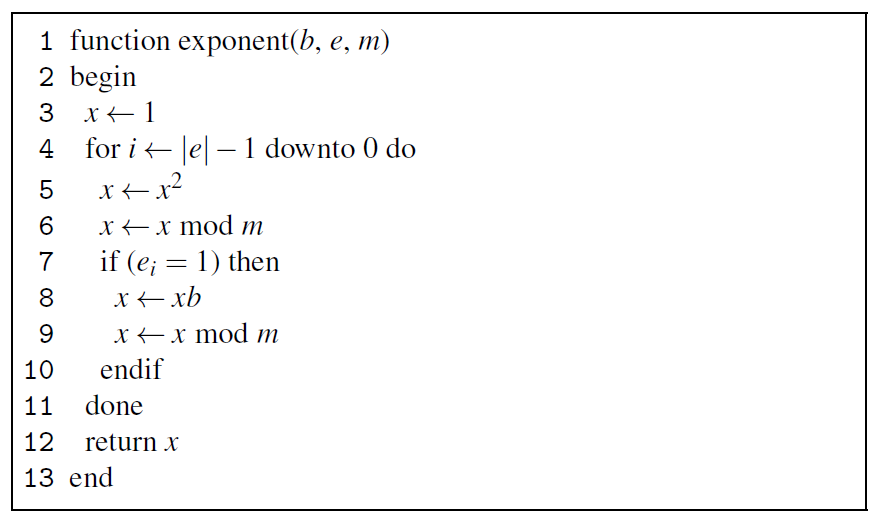 1 function exponent(b, e, m)
2 begin
3 x ← 1
4 for i ← |e| − 1 downto 0 do
5 x ← x²
6 x ← x mod m
7 if (eᵢ = 1) then
8 x ← xb
9 x ← x mod m
10 endif
11 done
12 return x
13 end